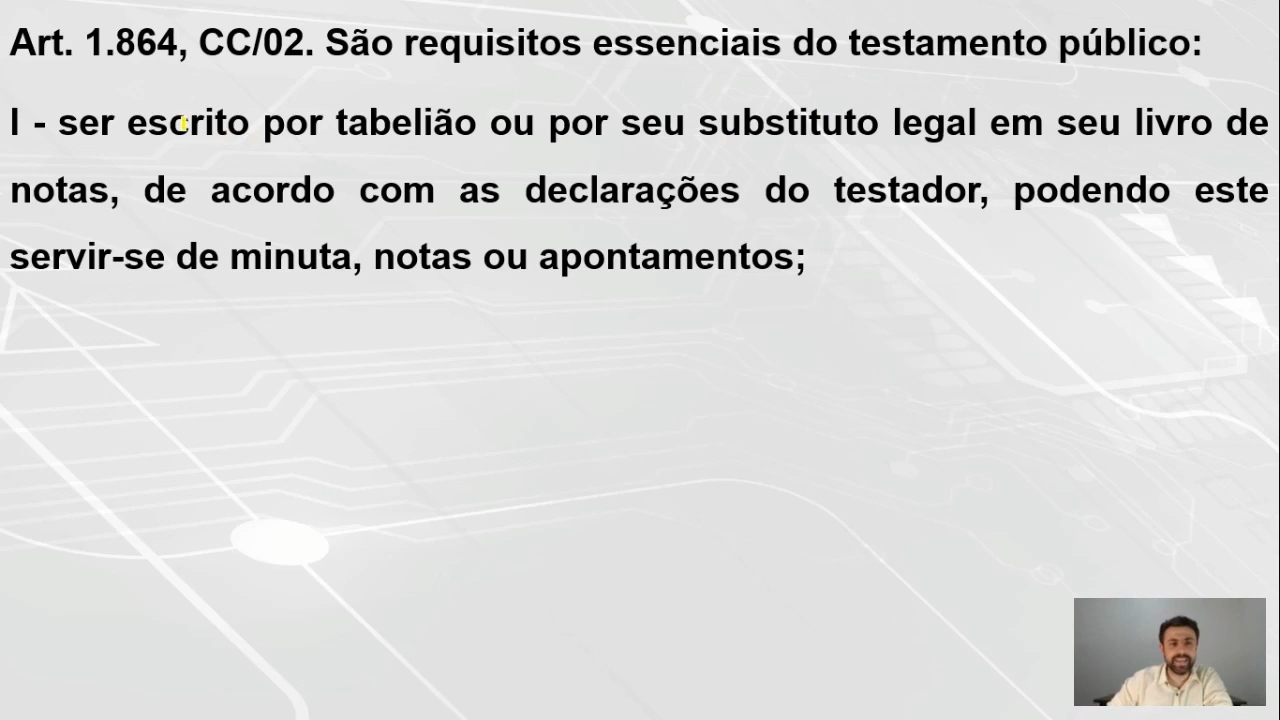 Art. 1.864, CC/02. São requisitos essenciais do testamento público:
I - ser escrito por tabelião ou por seu substituto legal em seu livro de
notas, de acordo com as declarações do testador, podendo este
servir-se de minuta, notas ou apontamentos;